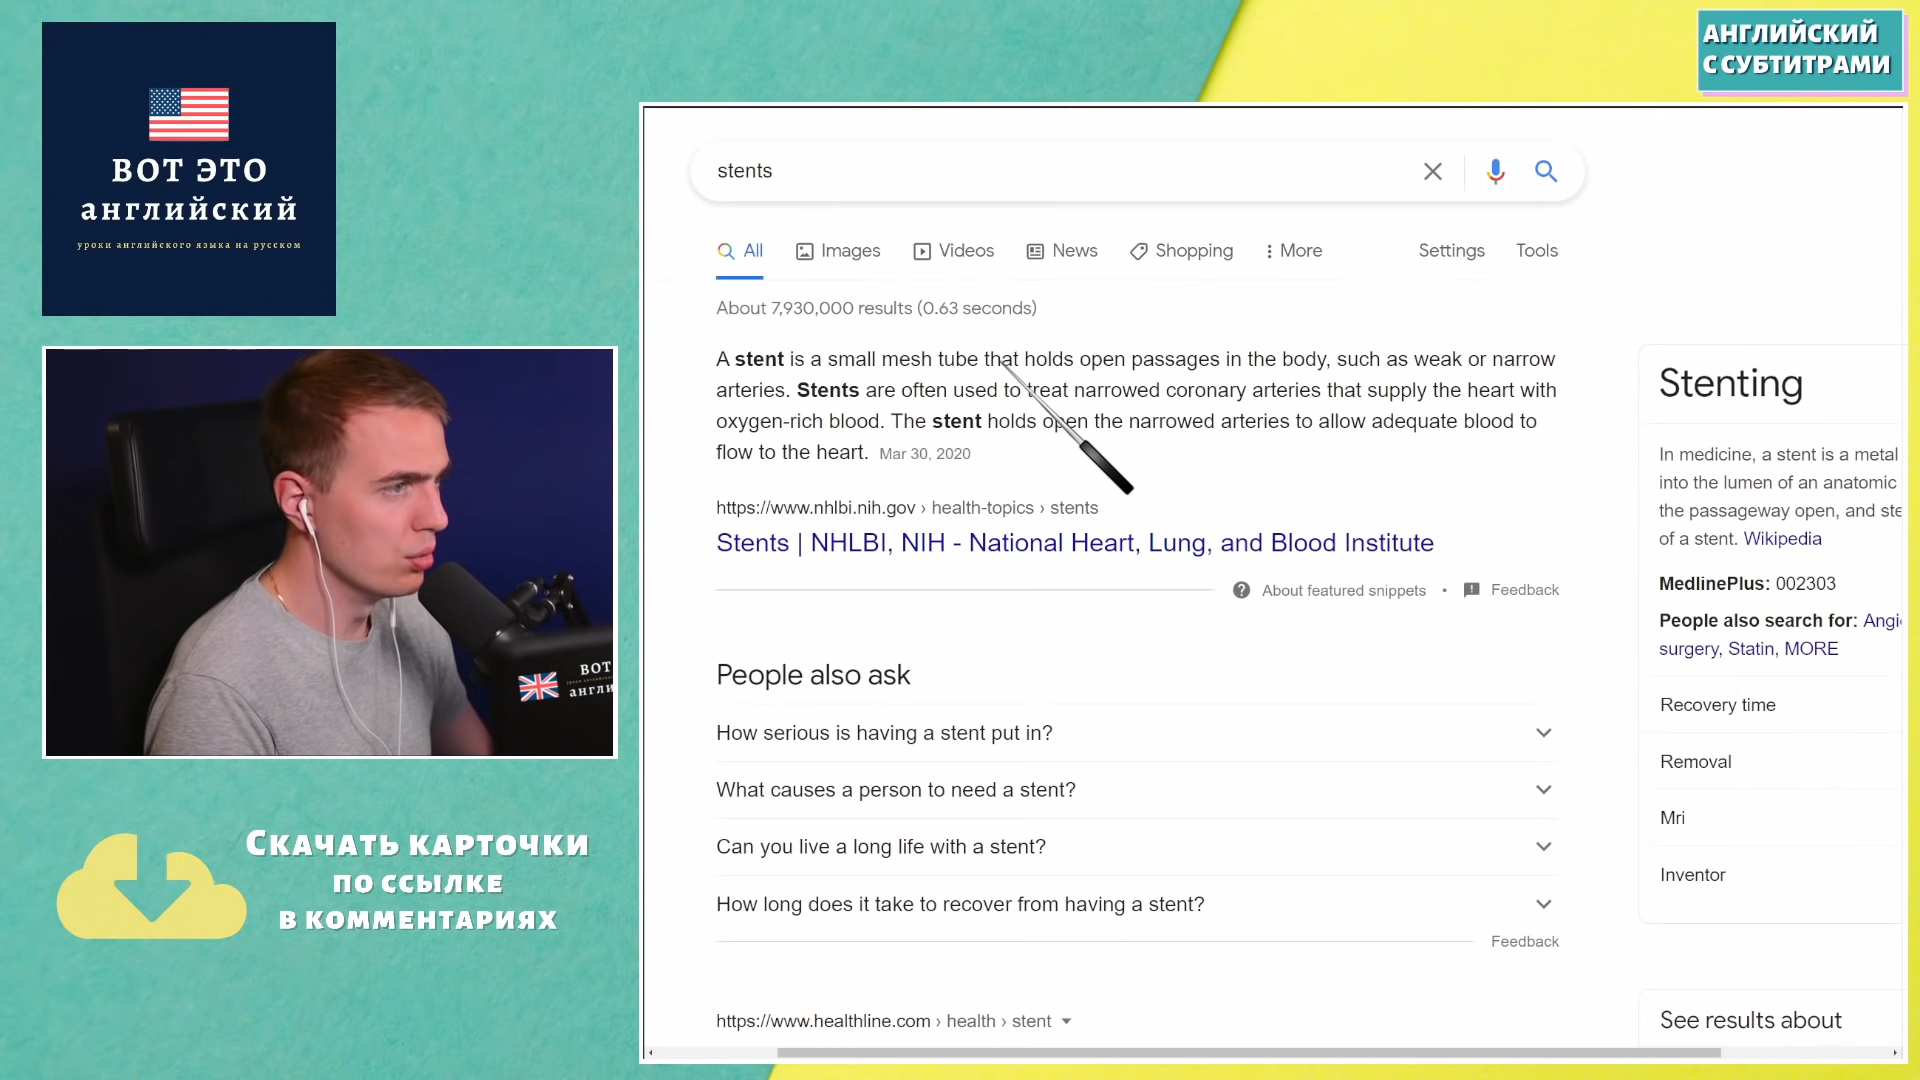 ВОТ ЭТО
английский
уроки английского языка на русском
АНГЛИЙСКИЙ
С СУБТИТРАМИ
stents
All Images Videos News Shopping More Settings Tools
About 7,930,000 results (0.63 seconds)
A stent is a small mesh tube that holds open passages in the body, such as weak or narrow
arteries. Stents are often used to treat narrowed coronary arteries that supply the heart with
oxygen-rich blood. The stent holds open the narrowed arteries to allow adequate blood to
flow to the heart. Mar 30, 2020
https://www.nhlbi.nih.gov › health-topics › stents
Stents | NHLBI, NIH - National Heart, Lung, and Blood Institute
About featured snippets • Feedback
People also ask
How serious is having a stent put in?
What causes a person to need a stent?
Can you live a long life with a stent?
How long does it take to recover from having a stent?
Feedback
https://www.healthline.com › health › stent
Stenting
In medicine, a stent is a metal
into the lumen of an anatomic
the passageway open, and ste
of a stent. Wikipedia
MedlinePlus: 002303
People also search for: Angi
surgery, Statin, MORE
Recovery time
Removal
Mri
Inventor
See results about
ВОТ
англи
Скачать карточки
по ссылке
в комментариях